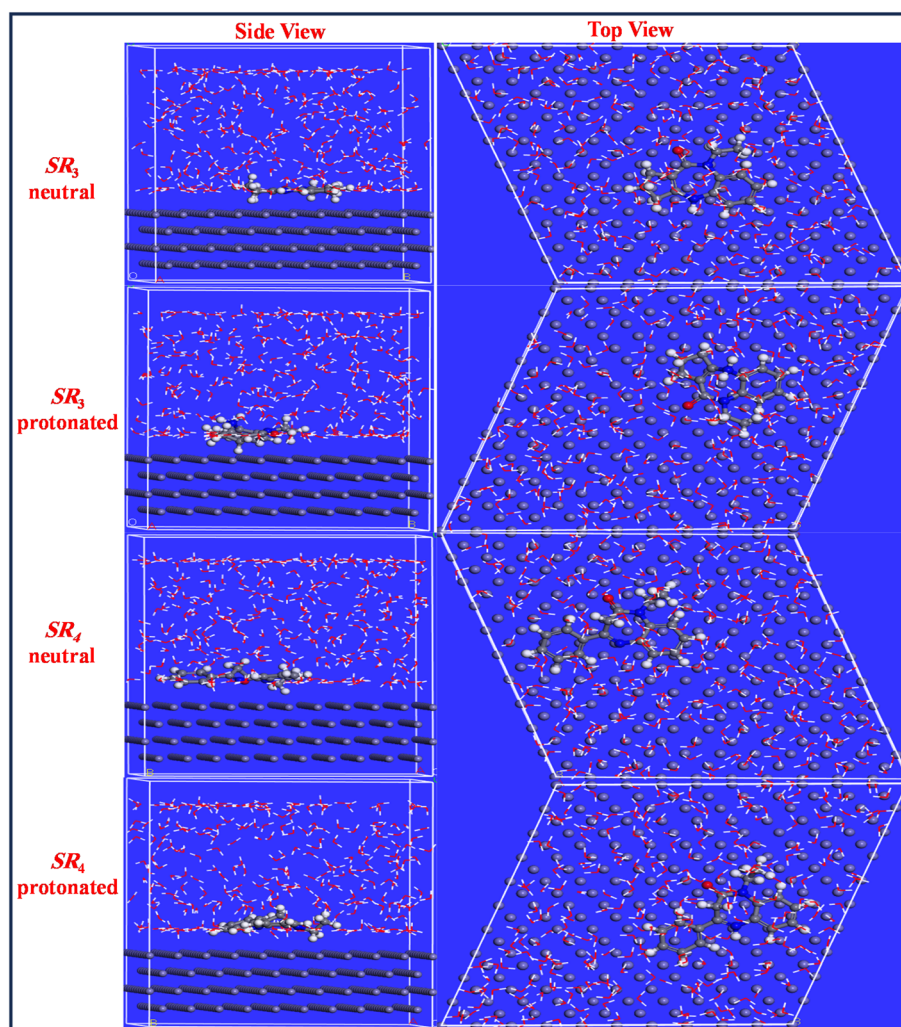 Side View
Top View
SR3
neutral
SR3
protonated
SR4
neutral
SR4
protonated